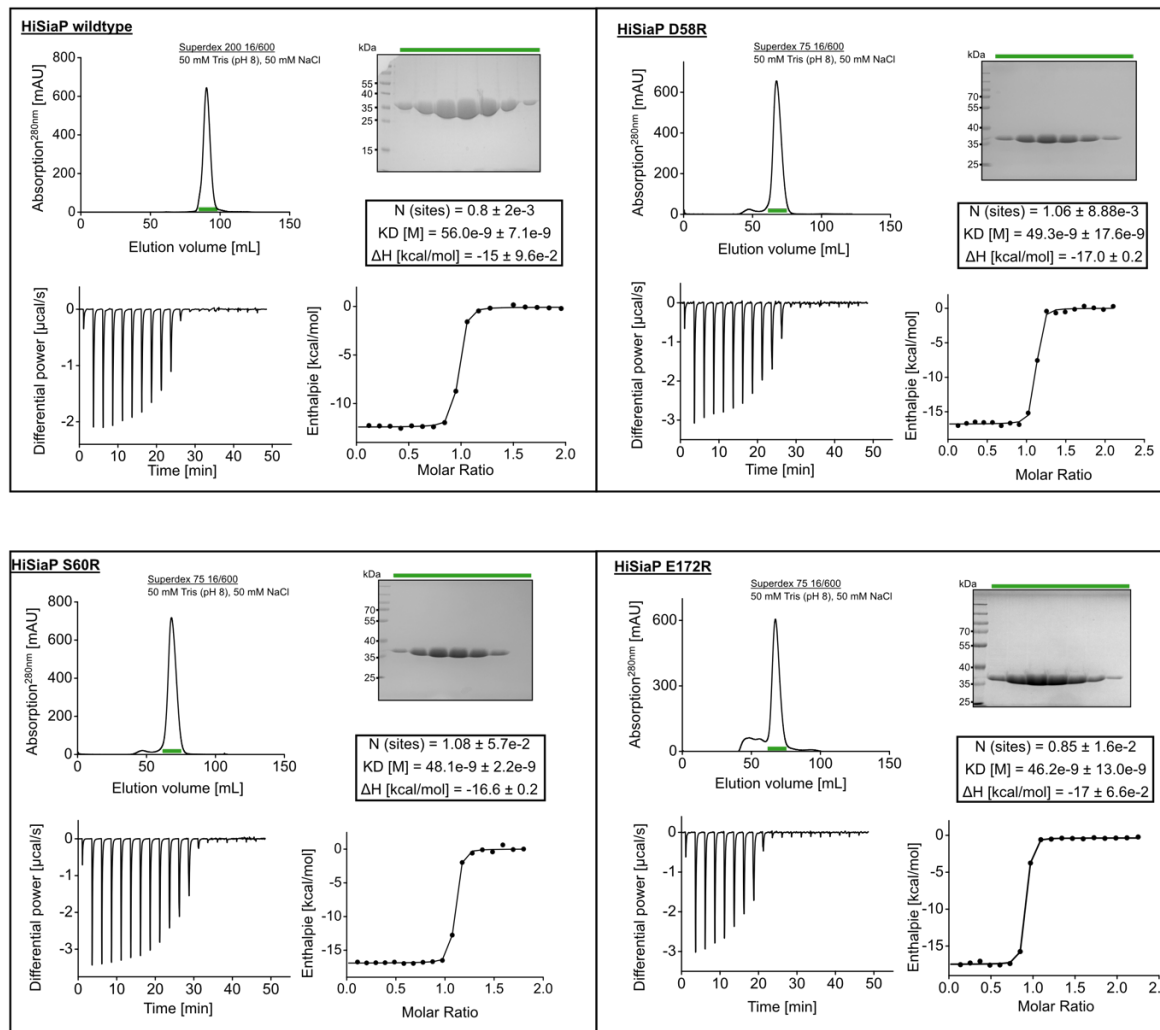 HiSiaP wildtype
Superdex 200 16/600
50 mM Tris (pH 8), 50 mM NaCl
Absorption280nm [mAU]
800
600
400
200
0
0 50 100 150
Elution volume [mL]
kDa
55
40
35
25
15
N (sites) = 0.8 ± 2e-3
KD [M] = 56.0e-9 ± 7.1e-9
ΔH [kcal/mol] = -15 ± 9.6e-2
Differential power [µcal/s]
0
-1
-2
0 10 20 30 40 50
Time [min]
Enthalpie [kcal/mol]
0
-5
-10
0.0 0.5 1.0 1.5 2.0
Molar Ratio
HiSiaP D58R
Superdex 75 16/600
50 mM Tris (pH 8), 50 mM NaCl
Absorption280nm [mAU]
800
600
400
200
0
0 50 100 150
Elution volume [mL]
kDa
70
55
40
35
25
N (sites) = 1.06 ± 8.88e-3
KD [M] = 49.3e-9 ± 17.6e-9
ΔH [kcal/mol] = -17.0 ± 0.2
Differential power [µcal/s]
0
-1
-2
-3
0 10 20 30 40 50
Time [min]
Enthalpie [kcal/mol]
0
-5
-10
-15
0.0 0.5 1.0 1.5 2.0 2.5
Molar Ratio
HiSiaP S60R
Superdex 75 16/600
50 mM Tris (pH 8), 50 mM NaCl
Absorption280nm [mAU]
800
600
400
200
0
0 50 100 150
Elution volume [mL]
kDa
70
55
40
35
25
N (sites) = 1.08 ± 5.7e-2
KD [M] = 48.1e-9 ± 2.2e-9
ΔH [kcal/mol] = -16.6 ± 0.2
Differential power [µcal/s]
0
-1
-2
-3
0 10 20 30 40 50
Time [min]
Enthalpie [kcal/mol]
0
-5
-10
-15
0.0 0.5 1.0 1.5 2.0
Molar Ratio
HiSiaP E172R
Superdex 75 16/600
50 mM Tris (pH 8), 50 mM NaCl
Absorption280nm [mAU]
900
600
300
0
0 50 100 150
Elution volume [mL]
kDa
70
55
40
35
25
N (sites) = 0.85 ± 1.6e-2
KD [M] = 46.2e-9 ± 13.0e-9
ΔH [kcal/mol] = -17 ± 6.6e-2
Differential power [µcal/s]
0
-1
-2
-3
0 10 20 30 40 50
Time [min]
Enthalpie [kcal/mol]
0
-5
-10
-15
0.0 0.5 1.0 1.5 2.0 2.5
Molar Ratio